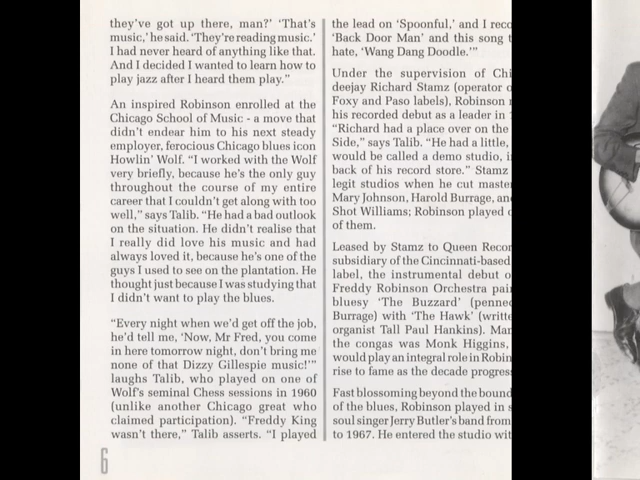 they've got up there, man?' 'That's
music,' he said. 'They're reading music.'
I had never heard of anything like that.
And I decided I wanted to learn how to
play jazz after I heard them play."
An inspired Robinson enrolled at the
Chicago School of Music - a move that
didn't endear him to his next steady
employer, ferocious Chicago blues icon
Howlin' Wolf. "I worked with the Wolf
very briefly, because he's the only guy
throughout the course of my entire
career that I couldn't get along with too
well," says Talib. "He had a bad outlook
on the situation. He didn't realise that
I really did love his music and had
always loved it, because he's one of the
guys I used to see on the plantation. He
thought just because I was studying that
I didn't want to play the blues.
"Every night when we'd get off the job,
he'd tell me, 'Now, Mr Fred, you come
in here tomorrow night, don't bring me
none of that Dizzy Gillespie music!'"
laughs Talib, who played on one of
Wolf's seminal Chess sessions in 1960
(unlike another Chicago great who
claimed participation). "Freddy King
wasn't there," Talib asserts. "I played
6
the lead on 'Spoonful,' and I
'Back Door Man' and this song
hate, 'Wang Dang Doodle.'"
Under the supervision of
deejay Richard Stamz (operator
Foxy and Paso labels), Robinson
his recorded debut as a leader in
"Richard had a place over on the
Side," says Talib. "He had a little,
would be called a demo studio,
back of his record store." Stamz
legit studios when he cut
Mary Johnson, Harold Burrage,
Shot Williams; Robinson played
of them.
Leased by Stamz to Queen
subsidiary of the Cincinnati-based
label, the instrumental debut
Freddy Robinson Orchestra
bluesy 'The Buzzard'
Burrage) with 'The Hawk'
organist Tall Paul Hankins).
the congas was Monk Higgins,
would play an integral role in
rise to fame as the decade
Fast blossoming beyond the
of the blues, Robinson played in
soul singer Jerry Butler's band from
to 1967. He entered the studio